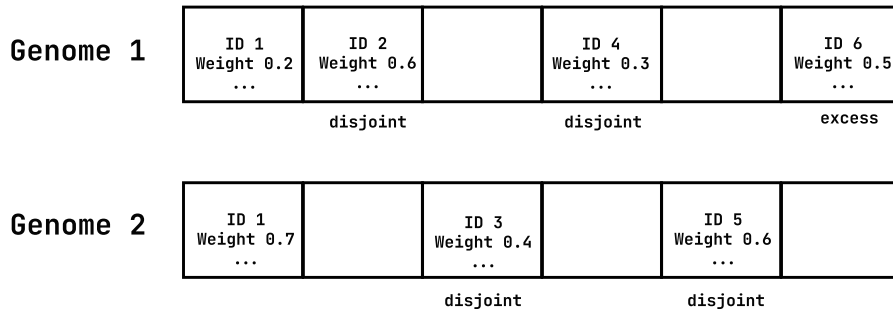 Genome 1
ID 1
Weight 0.2
...
ID 2
Weight 0.6
...
ID 4
Weight 0.3
...
ID 6
Weight 0.5
...
disjoint
disjoint
excess
Genome 2
ID 1
Weight 0.7
...
ID 3
Weight 0.4
...
ID 5
Weight 0.6
...
disjoint
disjoint